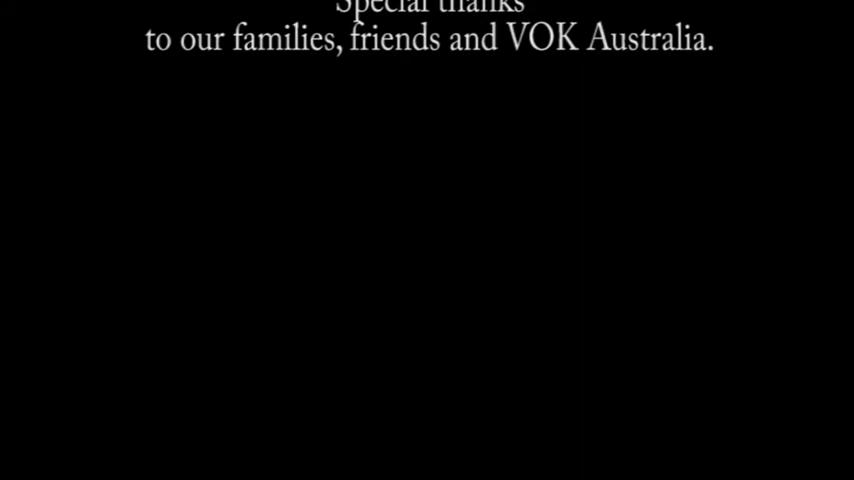 Special thanks
to our families, friends and VOK Australia.